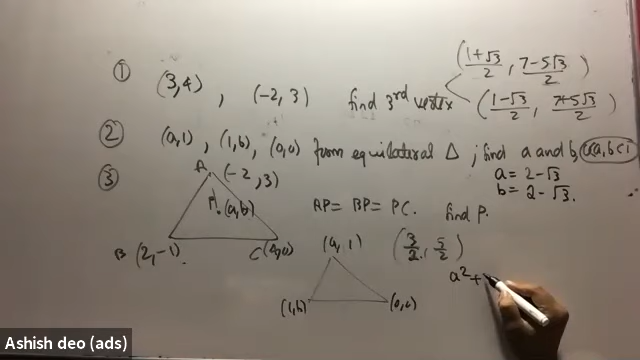 ① (3,4) , (-2,3) find 3rd vertex
(1+√3)/2 , (7-5√3)/2
(1-√3)/2 , (7+5√3)/2
② (a,1) , (1,b) , (0,0) from equilateral Δ ; find a and b, 0<a,b<1
a = 2-√3
b = 2-√3.
③ A (-2,3)
P. (a,b)
AP = BP = PC. find P.
B (2,-1). C(4,0)
(3/2 , 5/2)
(a,1)
a² +
(1,b) (0,0)
Ashish deo (ads)